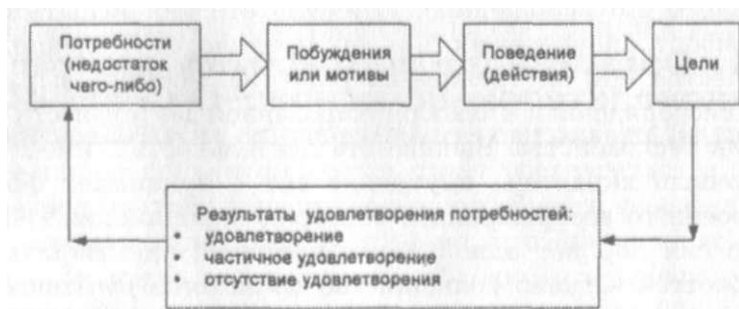 Потребности
(недостаток
чего-либо)
Побуждения
или мотивы
Поведение
(действия)
Цели
Результаты удовлетворения потребностей:
• удовлетворение
• частичное удовлетворение
• отсутствие удовлетворения